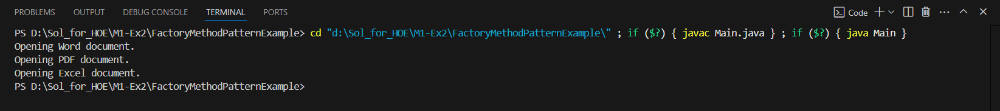 PROBLEMS OUTPUT DEBUG CONSOLE TERMINAL PORTS Code
PS D:\Sol_for_HOE\M1-Ex2\FactoryMethodPatternExample> cd "d:\Sol_for_HOE\M1-Ex2\FactoryMethodPatternExample\" ; if ($?) { javac Main.java } ; if ($?) { java Main }
Opening Word document.
Opening PDF document.
Opening Excel document.
PS D:\Sol_for_HOE\M1-Ex2\FactoryMethodPatternExample>